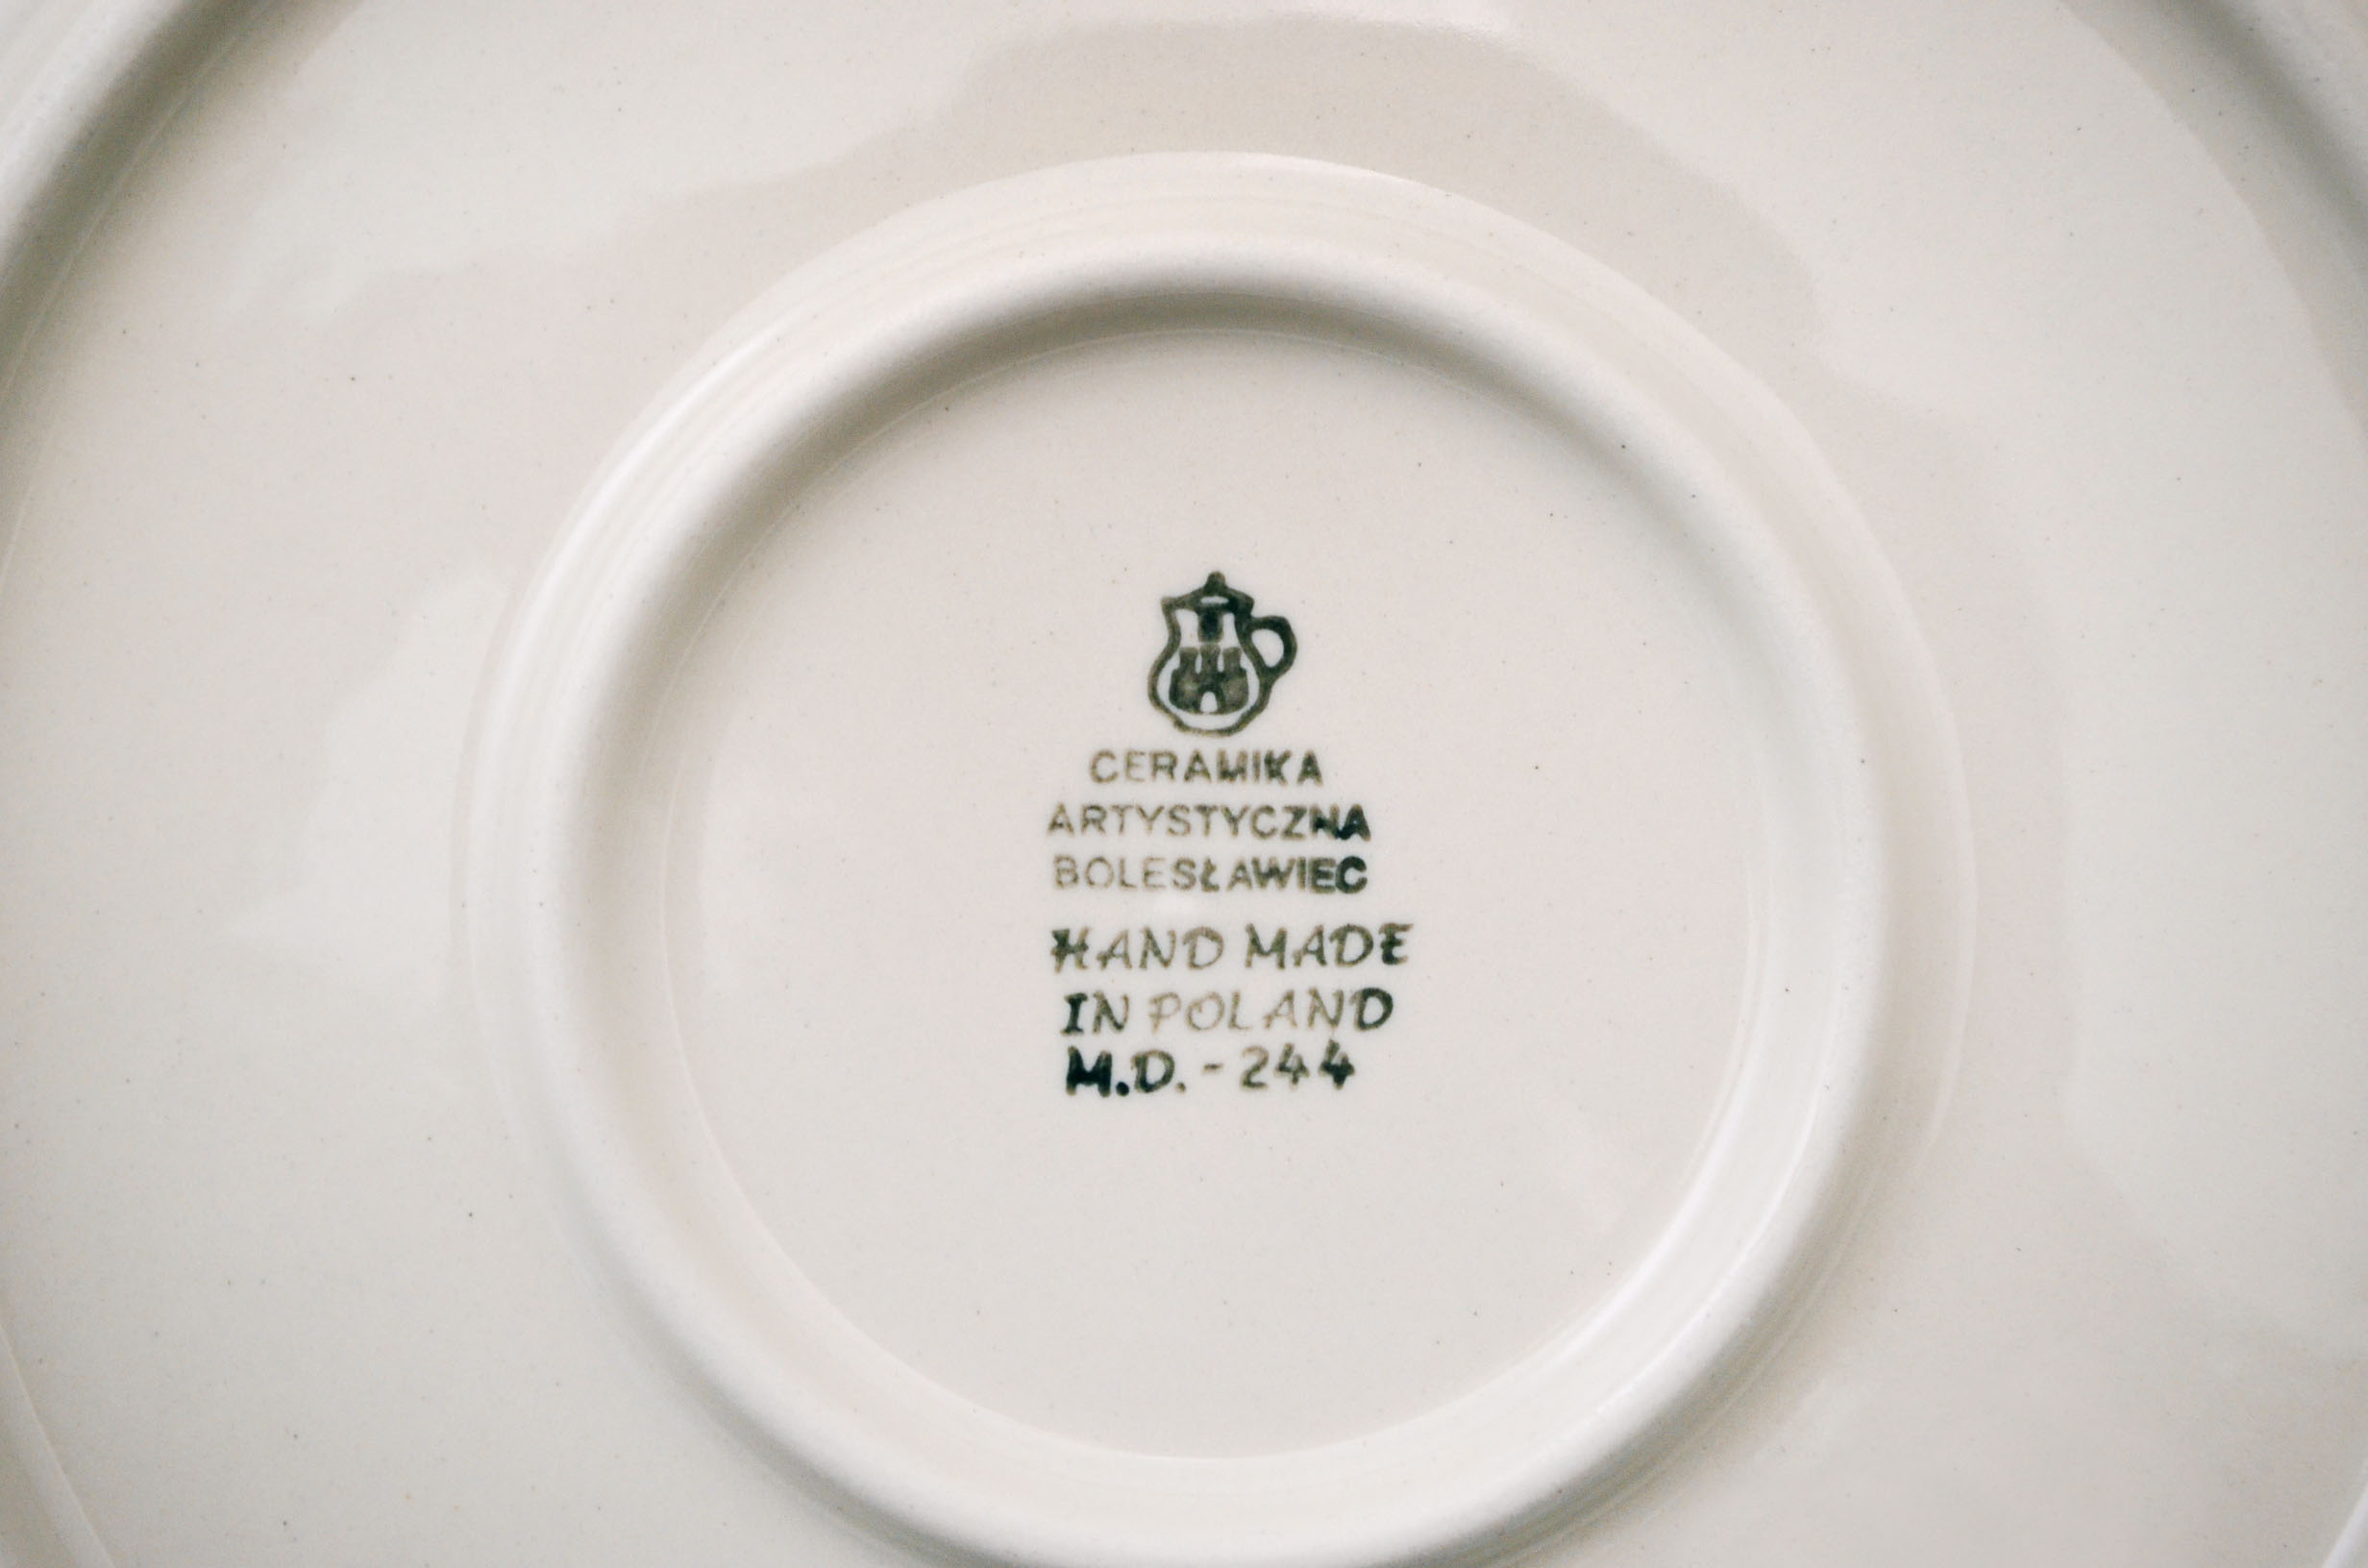 CERAMIKA
ARTYSTYCZNA
BOLESŁAWIEC
HAND MADE
IN POLAND
M.D. - 244